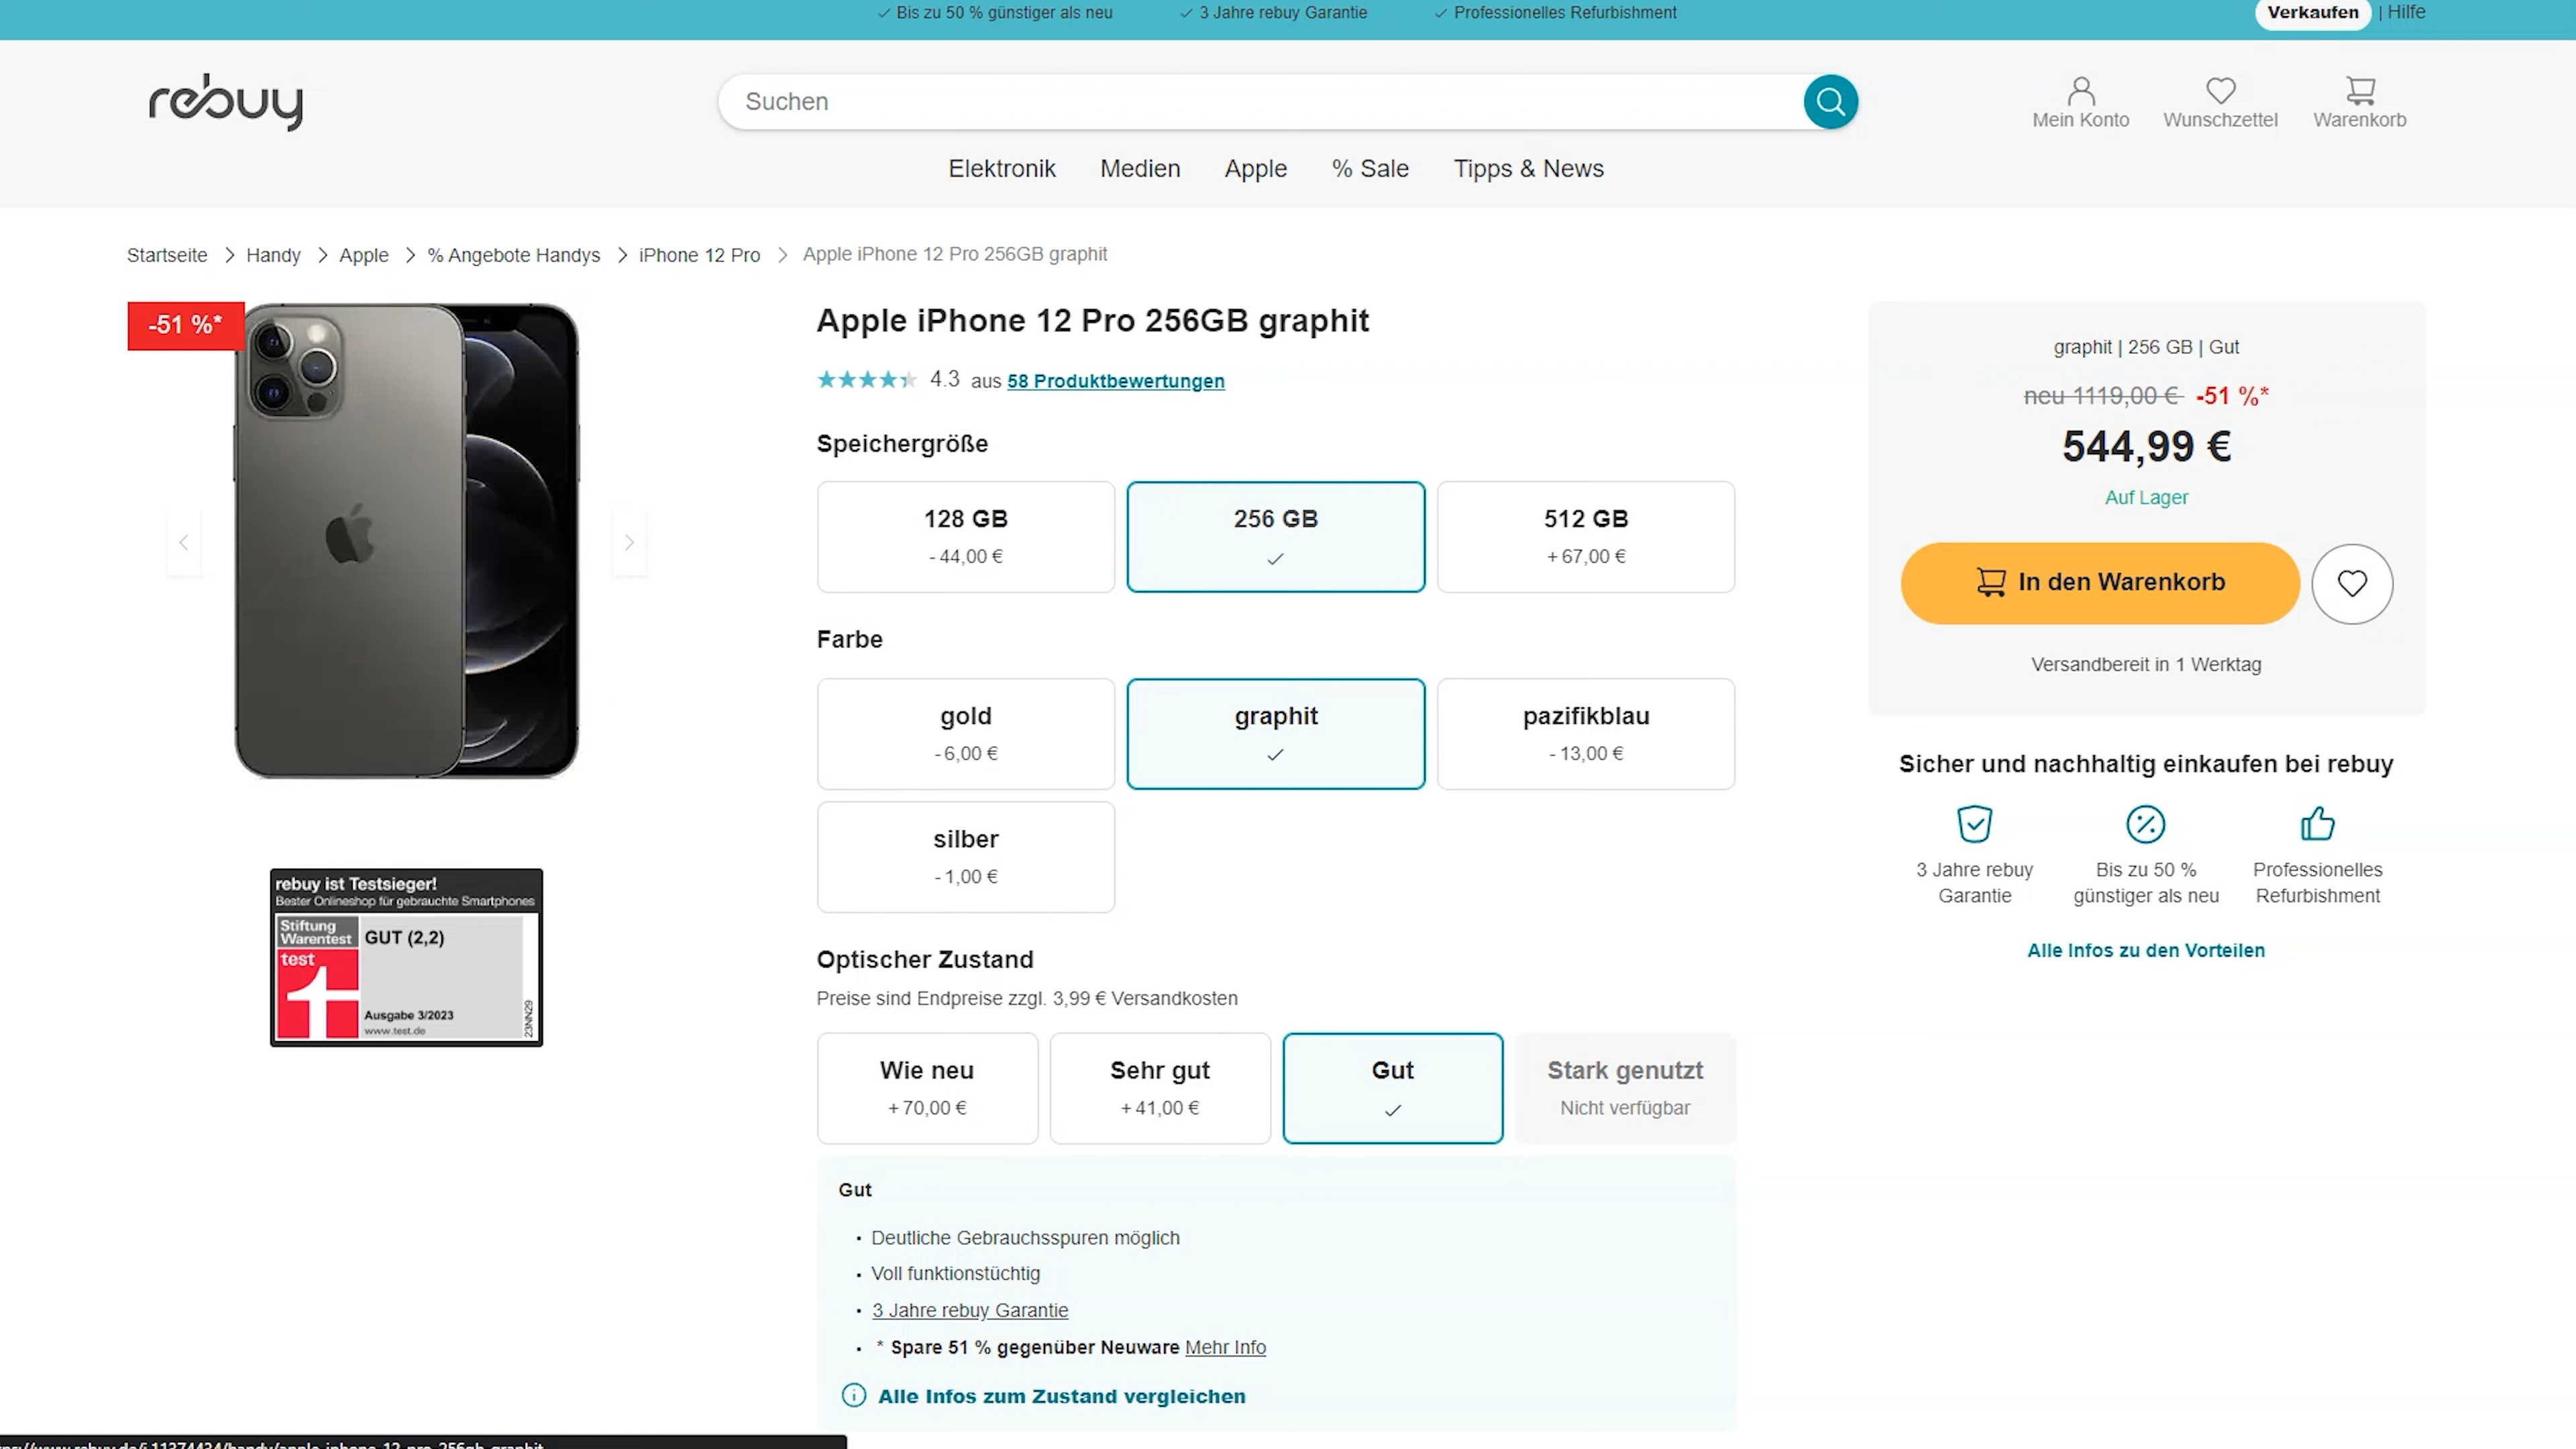 Bis zu 50 % günstiger als neu
3 Jahre rebuy Garantie
Professionelles Refurbishment
Verkaufen | Hilfe
rebuy
Suchen
Mein Konto
Wunschzettel
Warenkorb
Elektronik
Medien
Apple
% Sale
Tipps & News
Startseite > Handy > Apple > % Angebote Handys > iPhone 12 Pro > Apple iPhone 12 Pro 256GB graphit
-51 %*
Apple iPhone 12 Pro 256GB graphit
4.3 aus 58 Produktbewertungen
Speichergröße
128 GB
- 44,00 €
256 GB
512 GB
+ 67,00 €
Farbe
gold
- 6,00 €
graphit
pazifikblau
- 13,00 €
silber
- 1,00 €
rebuy ist Testsieger!
Bester Onlineshop für gebrauchte Smartphones
Stiftung
Warentest
test
GUT (2,2)
Ausgabe 3/2023
www.test.de
23NN29
Optischer Zustand
Preise sind Endpreise zzgl. 3,99 € Versandkosten
Wie neu
+ 70,00 €
Sehr gut
+ 41,00 €
Gut
Stark genutzt
Nicht verfügbar
Gut
• Deutliche Gebrauchsspuren möglich
• Voll funktionstüchtig
• 3 Jahre rebuy Garantie
• * Spare 51 % gegenüber Neuware Mehr Info
Alle Infos zum Zustand vergleichen
graphit | 256 GB | Gut
neu 1119,00 € -51 %*
544,99 €
Auf Lager
In den Warenkorb
Versandbereit in 1 Werktag
Sicher und nachhaltig einkaufen bei rebuy
3 Jahre rebuy
Garantie
Bis zu 50 %
günstiger als neu
Professionelles
Refurbishment
Alle Infos zu den Vorteilen